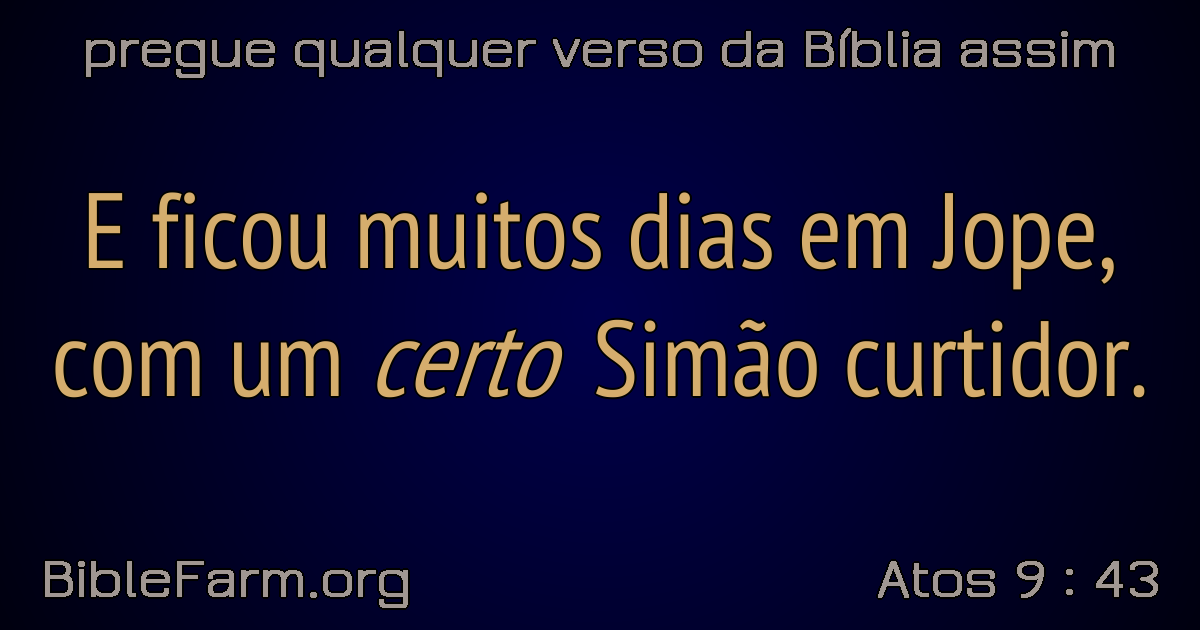 pregue qualquer verso da Bíblia assim
E ficou muitos dias em Jope,
com um certo Simão curtidor.
BibleFarm.org
Atos 9 : 43